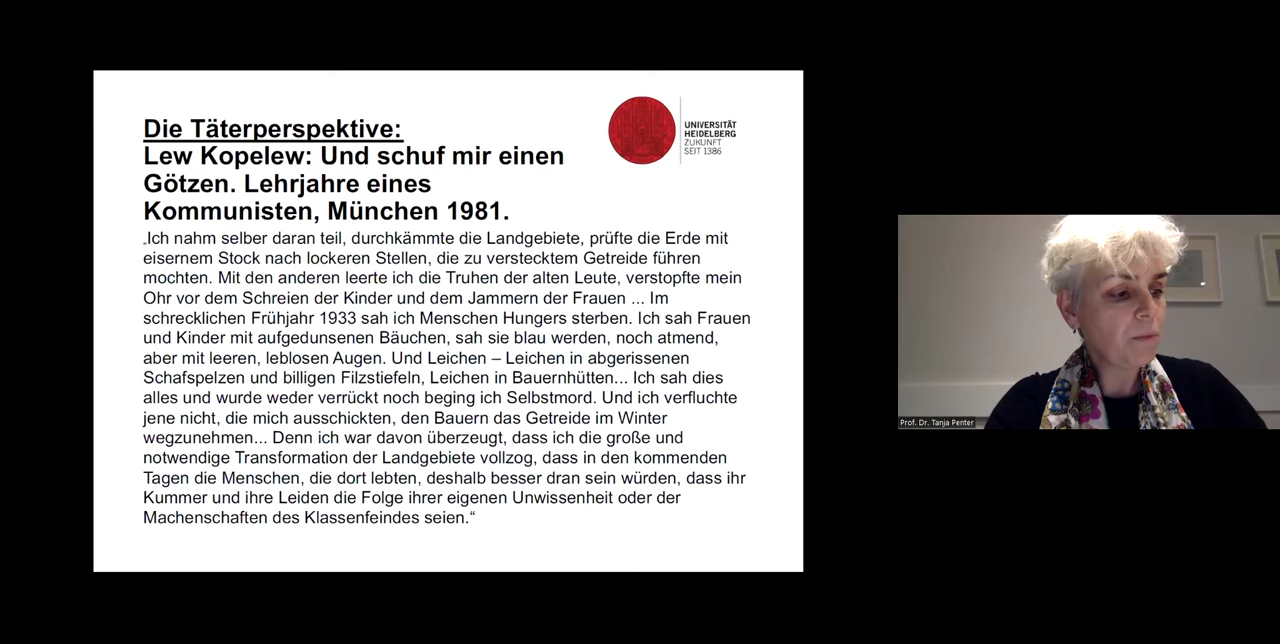 Die Täterperspektive:
Lew Kopelew: Und schuf mir einen
Götzen. Lehrjahre eines
Kommunisten, München 1981.
UNIVERSITÄT
HEIDELBERG
ZUKUNFT
SEIT 1386
„Ich nahm selber daran teil, durchkämmte die Landgebiete, prüfte die Erde mit
eisernem Stock nach lockeren Stellen, die zu verstecktem Getreide führen
mochten. Mit den anderen leerte ich die Truhen der alten Leute, verstopfte mein
Ohr vor dem Schreien der Kinder und dem Jammern der Frauen ... Im
schrecklichen Frühjahr 1933 sah ich Menschen Hungers sterben. Ich sah Frauen
und Kinder mit aufgedunsenen Bäuchen, sah sie blau werden, noch atmend,
aber mit leeren, leblosen Augen. Und Leichen – Leichen in abgerissenen
Schafspelzen und billigen Filzstiefeln, Leichen in Bauernhütten... Ich sah dies
alles und wurde weder verrückt noch beging ich Selbstmord. Und ich verfluchte
jene nicht, die mich ausschickten, den Bauern das Getreide im Winter
wegzunehmen... Denn ich war davon überzeugt, dass ich die große und
notwendige Transformation der Landgebiete vollzog, dass in den kommenden
Tagen die Menschen, die dort lebten, deshalb besser dran sein würden, dass ihr
Kummer und ihre Leiden die Folge ihrer eigenen Unwissenheit oder der
Machenschaften des Klassenfeindes seien.“
Prof. Dr. Tanja Penter